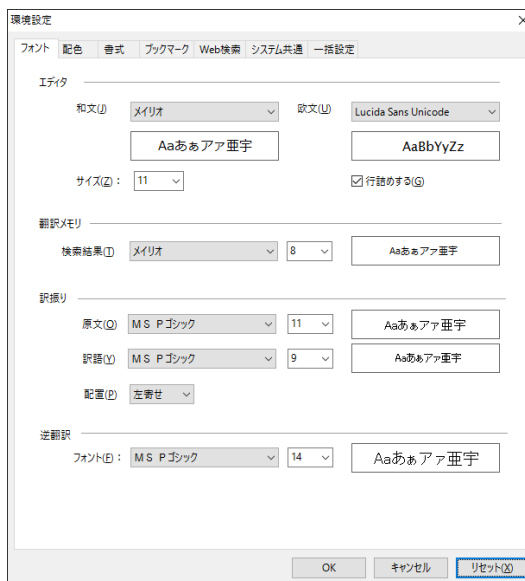 環境設定
フォント 配色 書式 ブックマーク Web検索 システム共通 一括設定
エディタ
和文(J) メイリオ 欧文(U) Lucida Sans Unicode
Aaあぁアァ亜宇 AaBbYyZz
サイズ(Z)： 11 行詰めする(G)
翻訳メモリ
検索結果(T) メイリオ 8 Aaあぁアァ亜宇
訳振り
原文(O) ＭＳ Ｐゴシック 11 Aaあぁアァ亜宇
訳語(Y) ＭＳ Ｐゴシック 9 Aaあぁアァ亜宇
配置(P) 左寄せ
逆翻訳
フォント(F)： ＭＳ Ｐゴシック 14 Aaあぁアァ亜宇
OK キャンセル リセット(X)